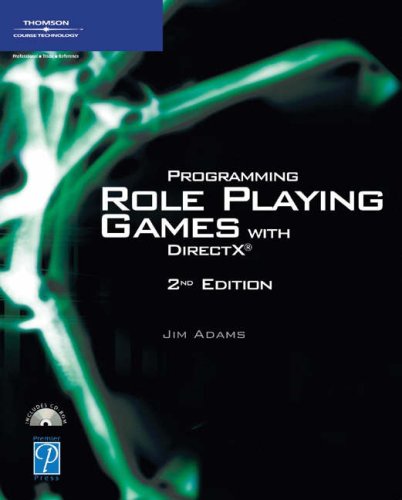 THOMSON
COURSE TECHNOLOGY
Professional ■ Trade ■ Reference
PROGRAMMING
ROLE PLAYING
GAMES WITH
DIRECTX®
2ND EDITION
JIM ADAMS
INCLUDES CD-ROM
Premier
P
Press